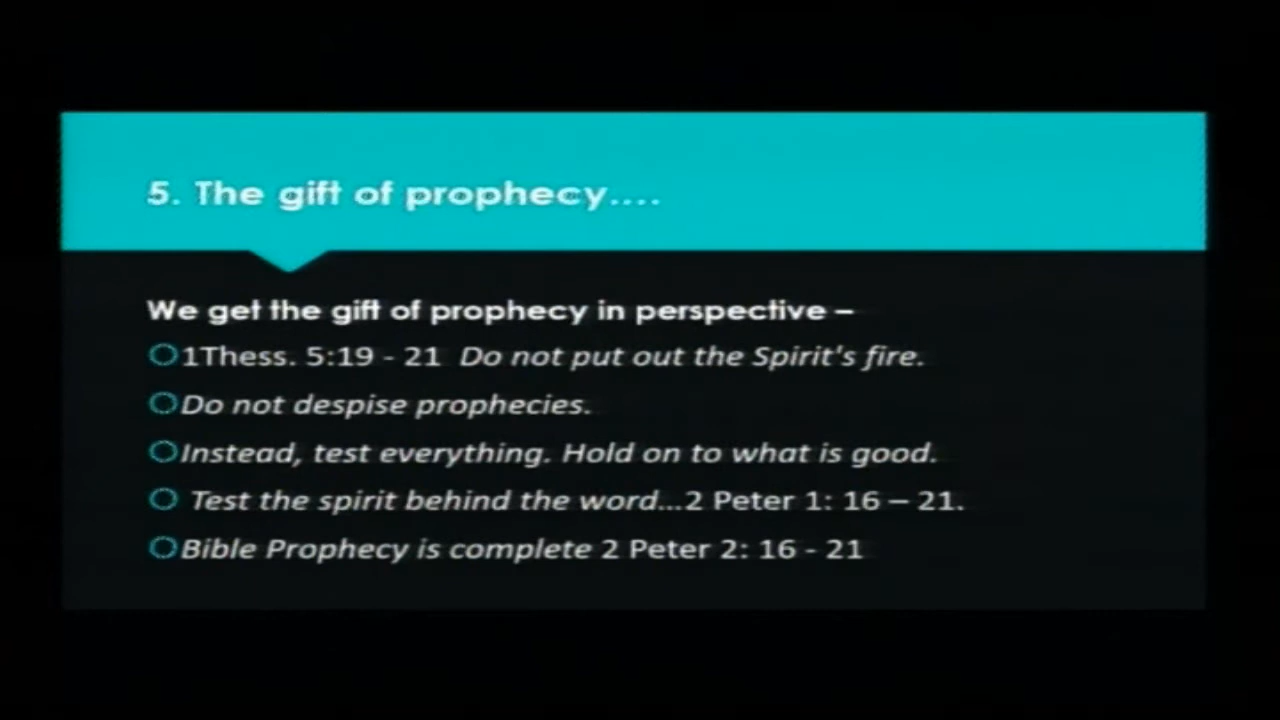 5. The gift of prophecy....
We get the gift of prophecy in perspective –
1Thess. 5:19 - 21 Do not put out the Spirit's fire.
Do not despise prophecies.
Instead, test everything. Hold on to what is good.
Test the spirit behind the word...2 Peter 1: 16 – 21.
Bible Prophecy is complete 2 Peter 2: 16 - 21